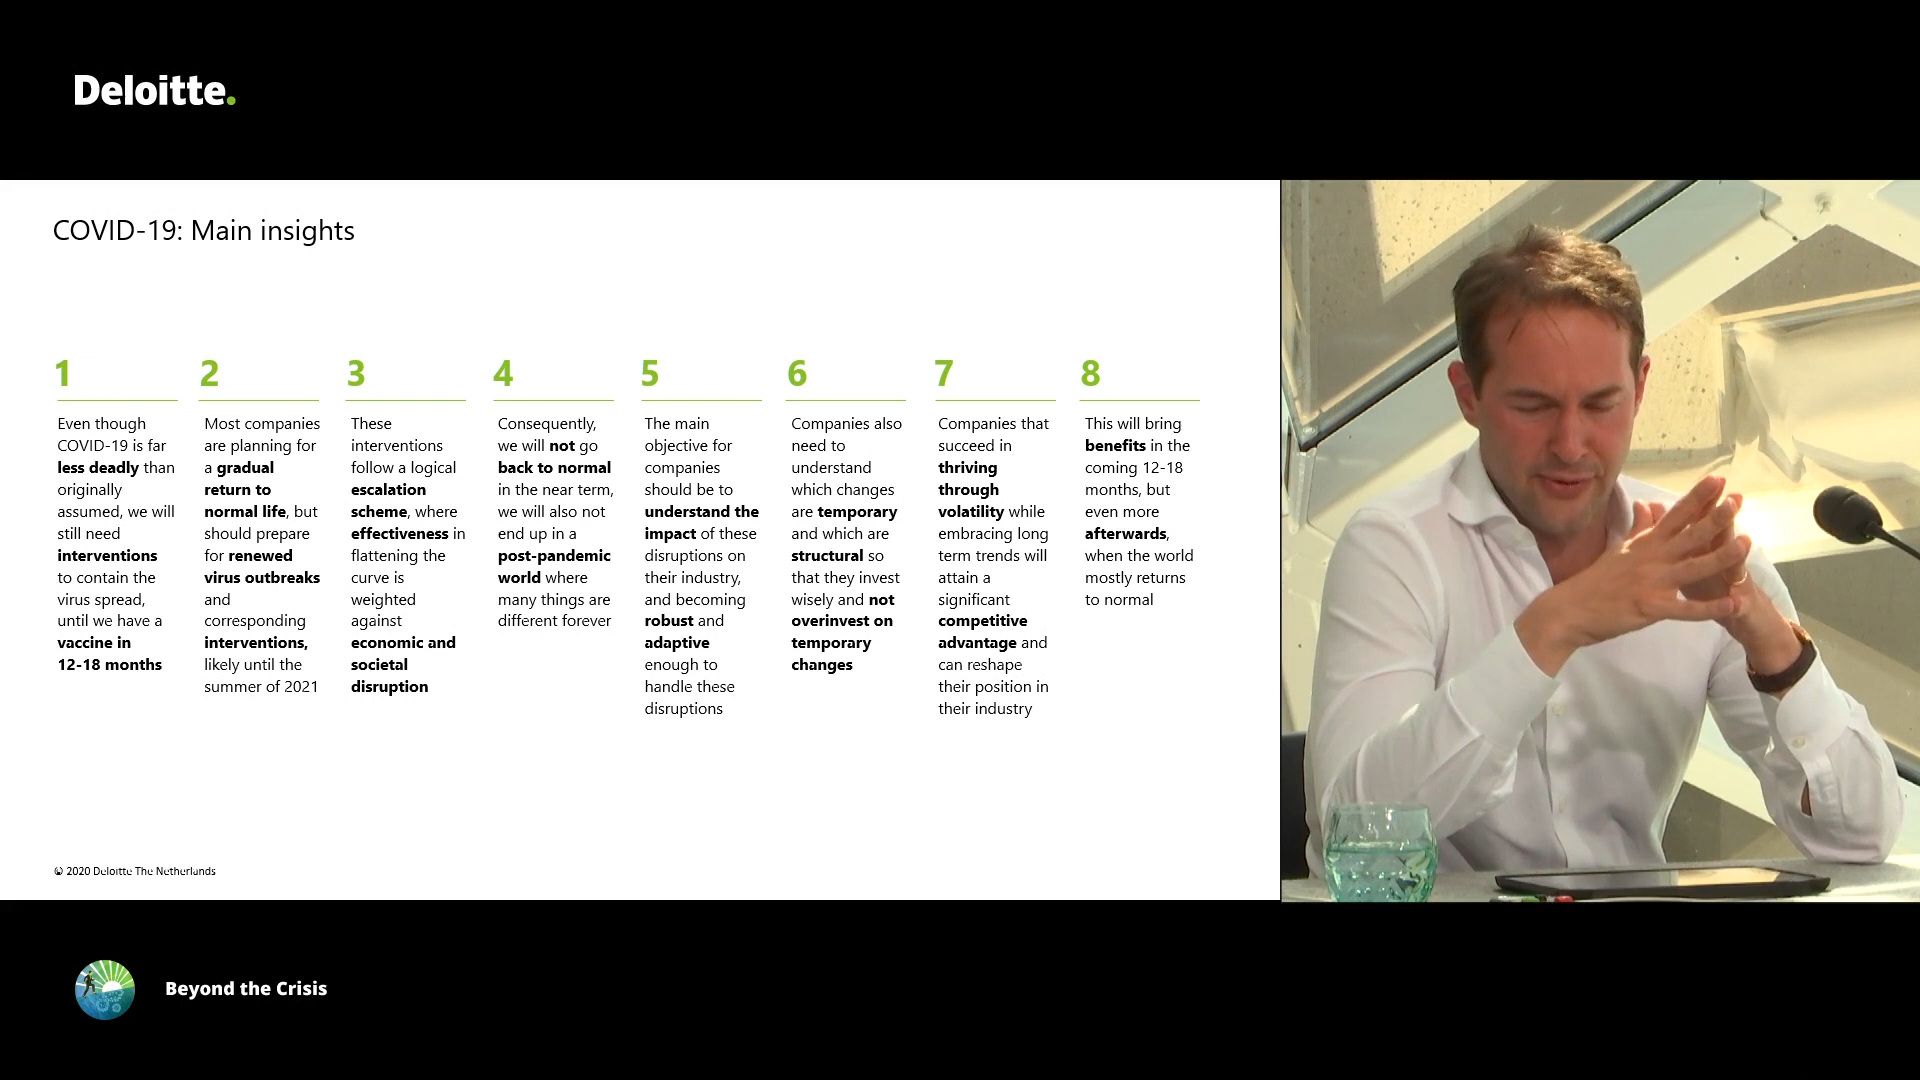 Deloitte.
COVID-19: Main insights
1
Even though
COVID-19 is far
less deadly than
originally
assumed, we will
still need
interventions
to contain the
virus spread,
until we have a
vaccine in
12-18 months
2
Most companies
are planning for
a gradual
return to
normal life, but
should prepare
for renewed
virus outbreaks
and
corresponding
interventions,
likely until the
summer of 2021
3
These
interventions
follow a logical
escalation
scheme, where
effectiveness in
flattening the
curve is
weighted
against
economic and
societal
disruption
4
Consequently,
we will not go
back to normal
in the near term,
we will also not
end up in a
post-pandemic
world where
many things are
different forever
5
The main
objective for
companies
should be to
understand the
impact of these
disruptions on
their industry,
and becoming
robust and
adaptive
enough to
handle these
disruptions
6
Companies also
need to
understand
which changes
are temporary
and which are
structural so
that they invest
wisely and not
overinvest on
temporary
changes
7
Companies that
succeed in
thriving
through
volatility while
embracing long
term trends will
attain a
significant
competitive
advantage and
can reshape
their position in
their industry
8
This will bring
benefits in the
coming 12-18
months, but
even more
afterwards,
when the world
mostly returns
to normal
© 2020 Deloitte The Netherlands
Beyond the Crisis